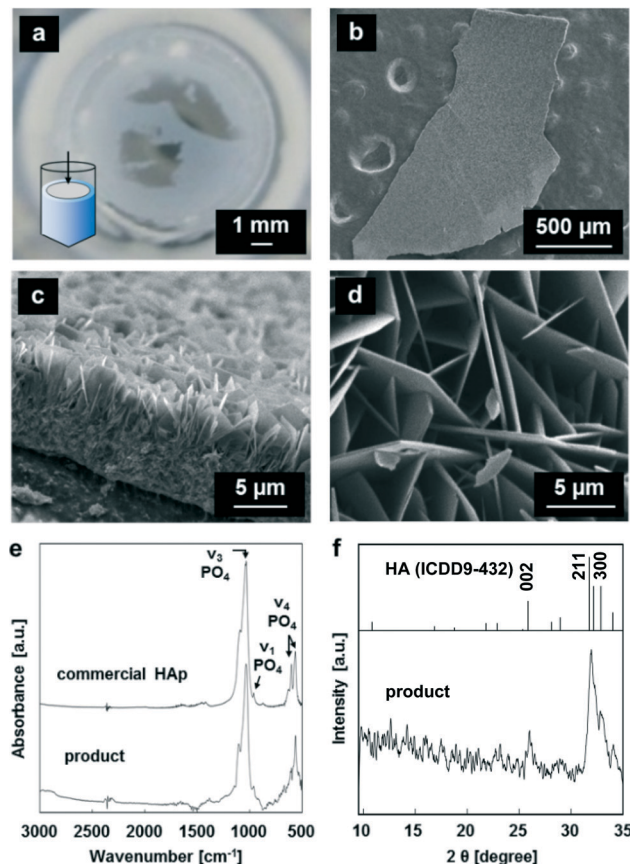 a
1 mm
b
500 µm
c
5 µm
d
5 µm
e
ν3
PO4
ν1
PO4
ν4
PO4
commercial HAp
product
Absorbance [a.u.]
3000 2500 2000 1500 1000 500
Wavenumber [cm-1]
f
HA (ICDD9-432)
002
211
300
product
Intensity [a.u.]
10 15 20 25 30 35
2 θ [degree]